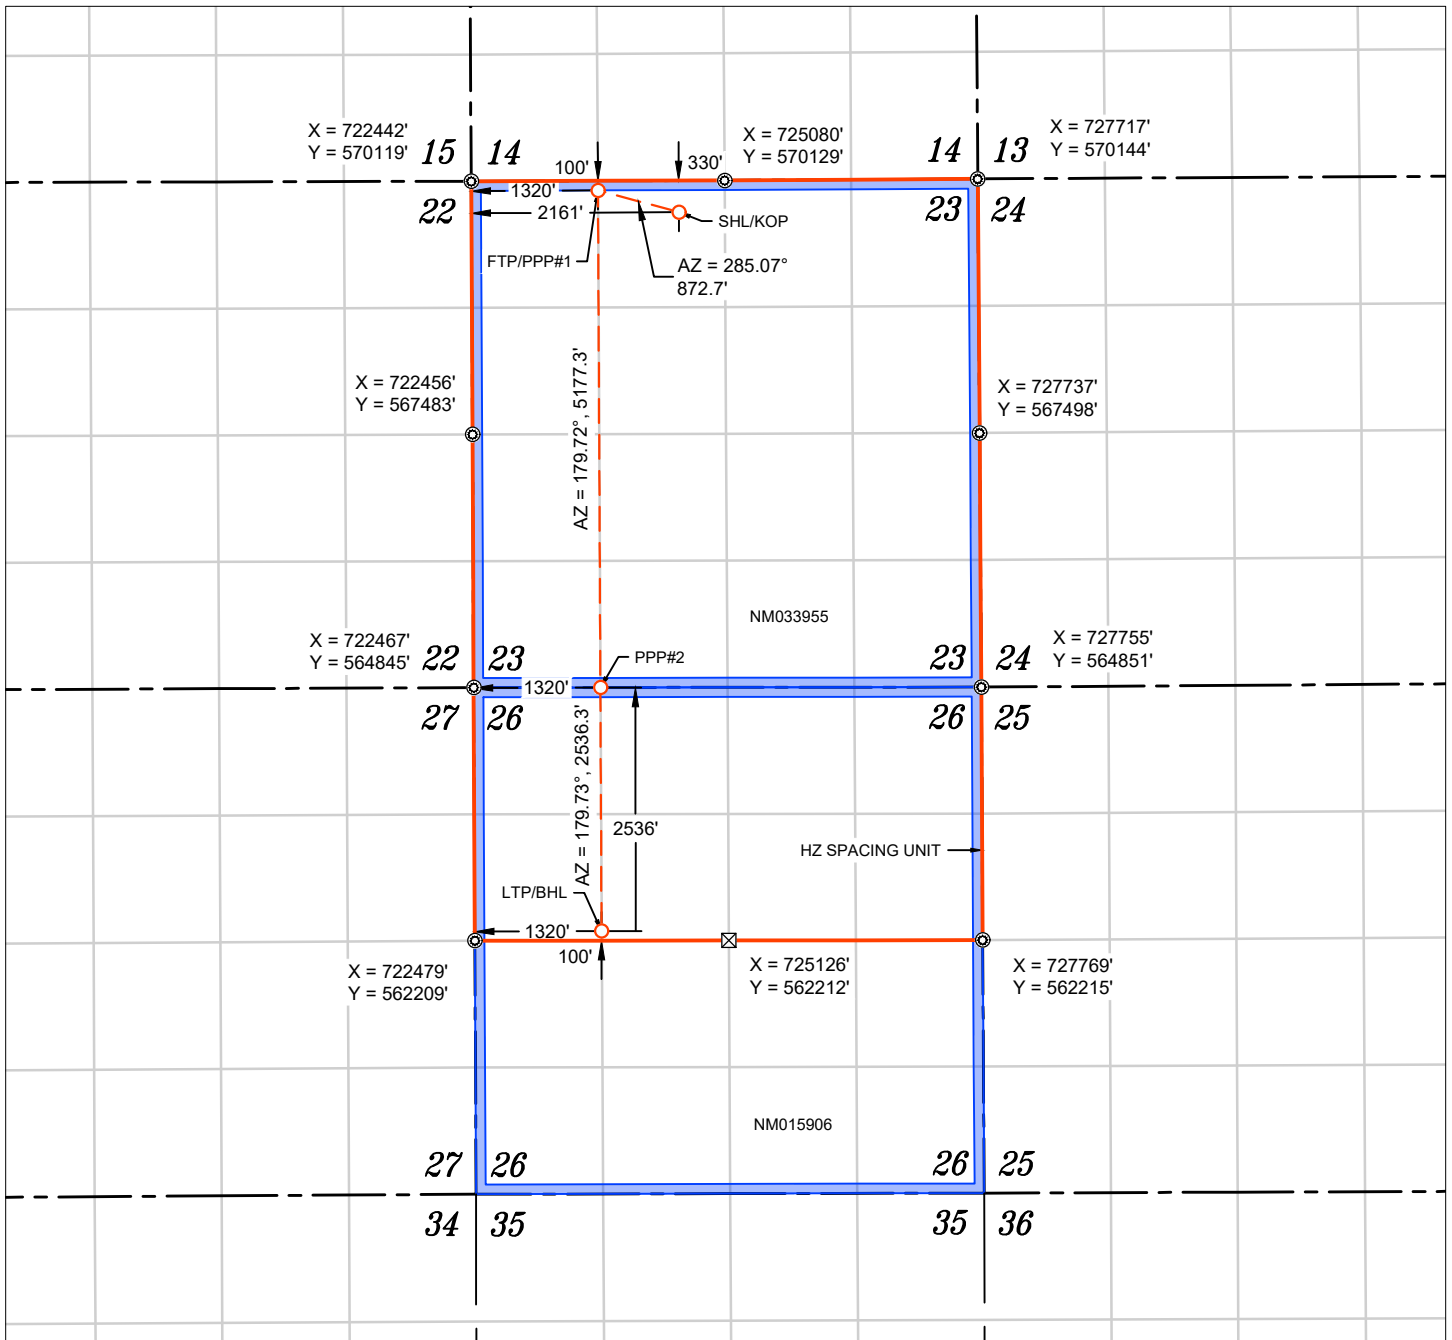 X = 722442'
Y = 570119'
15
14
100'
330'
X = 725080'
Y = 570129'
14
13
X = 727717'
Y = 570144'
22
1320'
2161'
SHL/KOP
23
24
FTP/PPP#1
AZ = 285.07°
872.7'
AZ = 179.72°, 5177.3'
X = 722456'
Y = 567483'
X = 727737'
Y = 567498'
NM033955
X = 722467'
Y = 564845'
22
23
PPP#2
23
24
X = 727755'
Y = 564851'
1320'
27
26
26
25
AZ = 179.73°, 2536.3'
2536'
HZ SPACING UNIT
LTP/BHL
1320'
100'
X = 722479'
Y = 562209'
X = 725126'
Y = 562212'
X = 727769'
Y = 562215'
NM015906
27
26
26
25
34
35
35
36